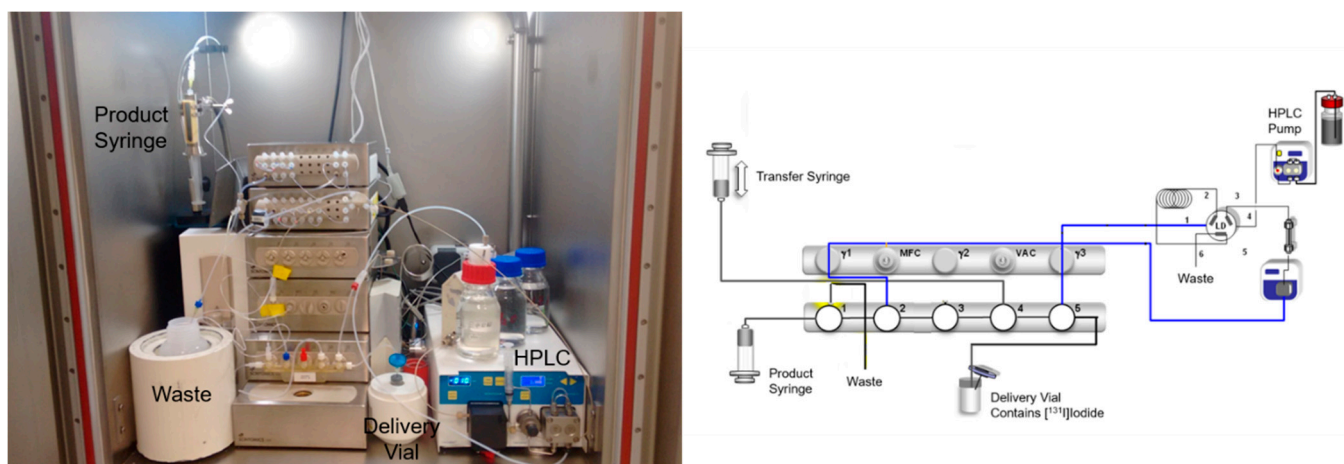 Product
Syringe
Waste
Delivery
Vial
HPLC
Transfer Syringe
HPLC
Pump
2
3
1
4
LD
6
5
Waste
γ1
MFC
γ2
VAC
γ3
1
2
3
4
5
Product
Syringe
Waste
Delivery Vial
Contains [¹³¹I]Iodide